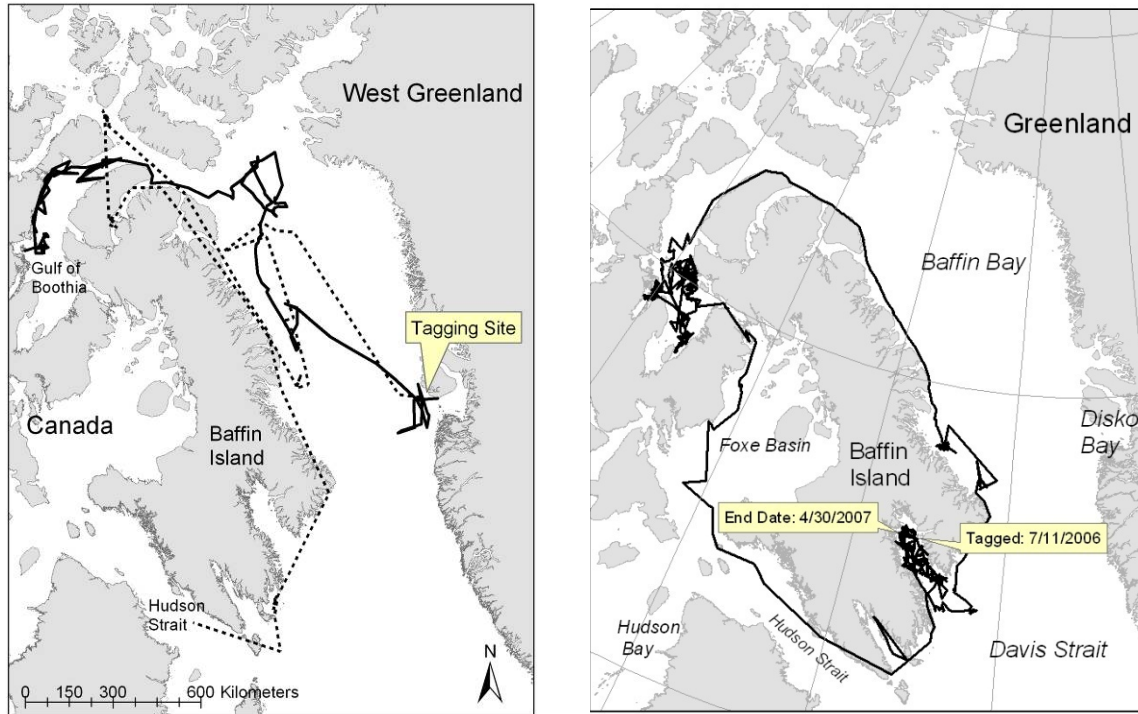 West Greenland
Gulf of
Boothia
Tagging Site
Canada
Baffin
Island
Hudson
Strait
N
0 300 600 Kilometers
Greenland
Baffin Bay
Disko
Bay
Foxe Basin
Baffin
Island
End Date: 4/30/2007
Tagged: 7/11/2006
Hudson
Bay
Hudson Strait
Davis Strait